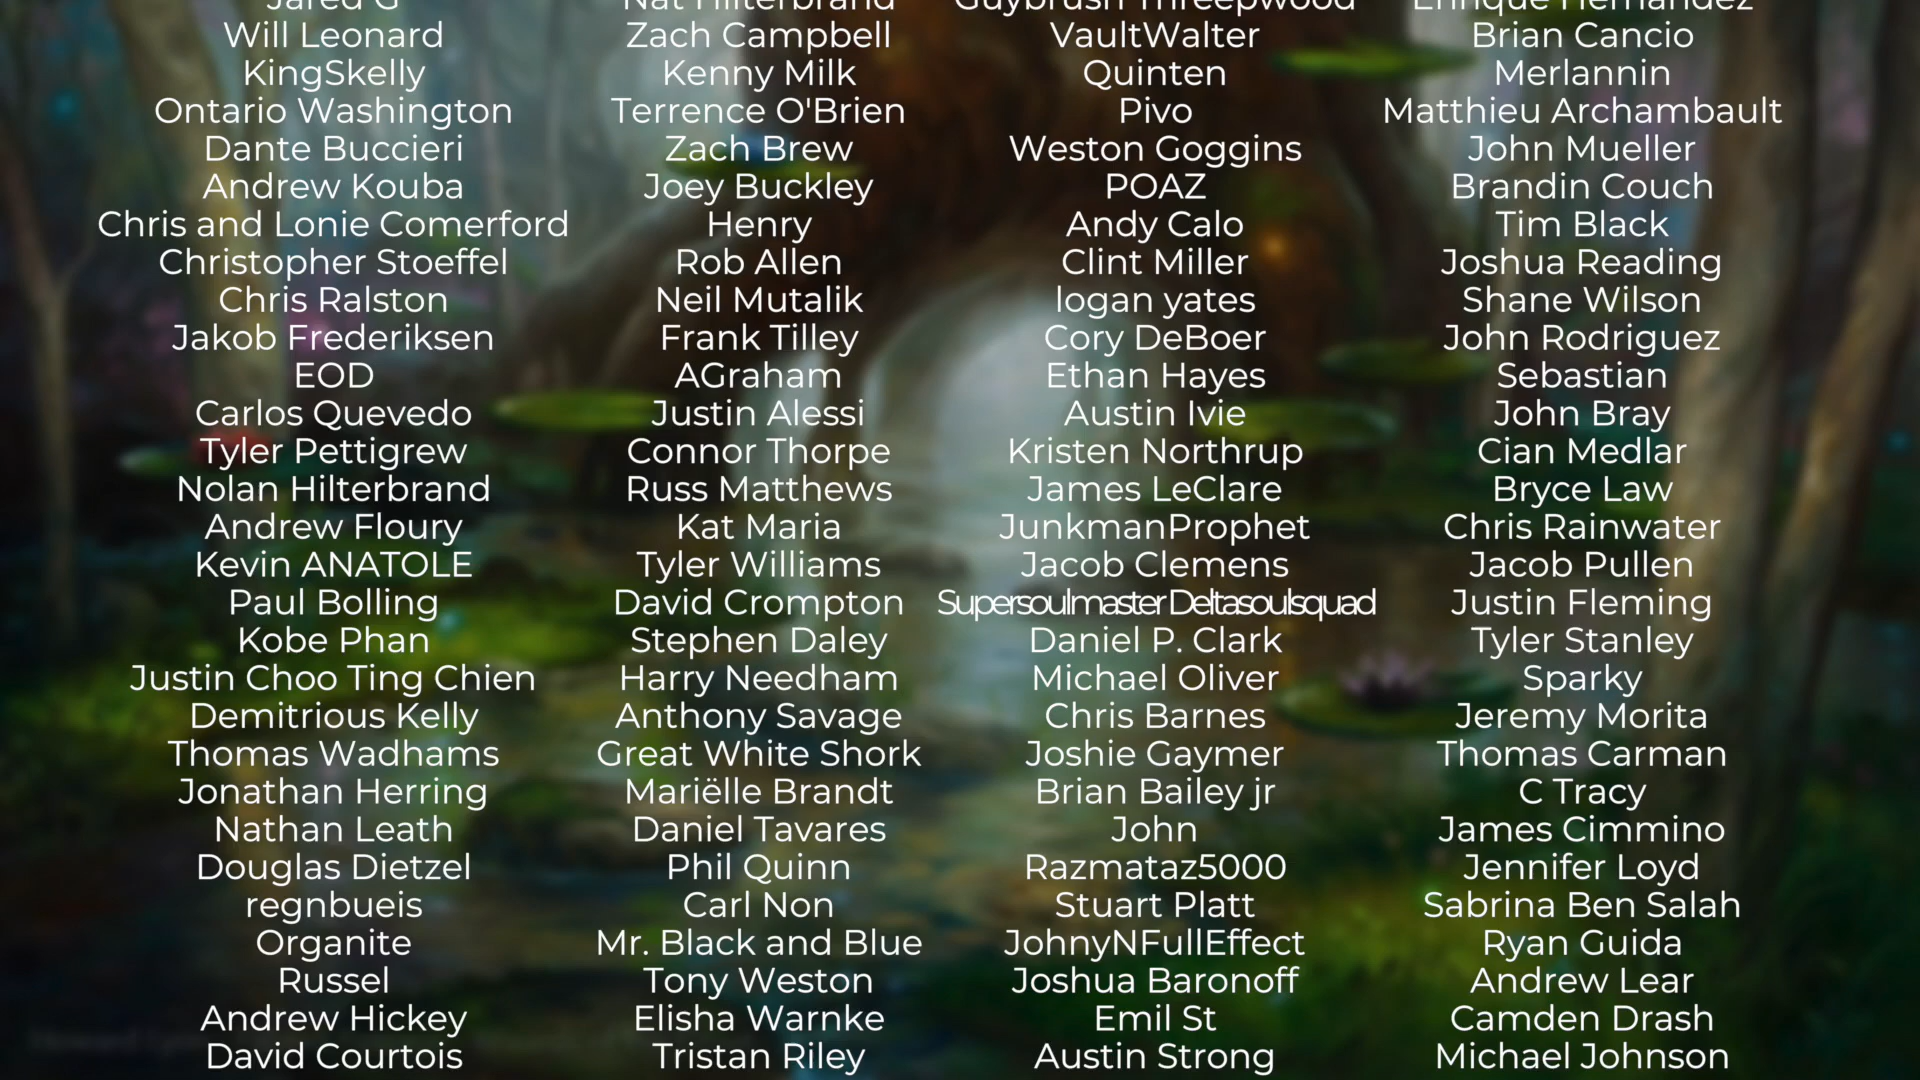 Jared G
Nat Hilterbrand
Guybrush Threepwood
Enrique Hernandez
Will Leonard
Zach Campbell
VaultWalter
Brian Cancio
KingSkelly
Kenny Milk
Quinten
Merlannin
Ontario Washington
Terrence O'Brien
Pivo
Matthieu Archambault
Dante Buccieri
Zach Brew
Weston Goggins
John Mueller
Andrew Kouba
Joey Buckley
POAZ
Brandin Couch
Chris and Lonie Comerford
Henry
Andy Calo
Tim Black
Christopher Stoeffel
Rob Allen
Clint Miller
Joshua Reading
Chris Ralston
Neil Mutalik
logan yates
Shane Wilson
Jakob Frederiksen
Frank Tilley
Cory DeBoer
John Rodriguez
EOD
AGraham
Ethan Hayes
Sebastian
Carlos Quevedo
Justin Alessi
Austin Ivie
John Bray
Tyler Pettigrew
Connor Thorpe
Kristen Northrup
Cian Medlar
Nolan Hilterbrand
Russ Matthews
James LeClare
Bryce Law
Andrew Floury
Kat Maria
JunkmanProphet
Chris Rainwater
Kevin ANATOLE
Tyler Williams
Jacob Clemens
Jacob Pullen
Paul Bolling
David Crompton
Supersoulmaster Deltasoulsquad
Justin Fleming
Kobe Phan
Stephen Daley
Daniel P. Clark
Tyler Stanley
Justin Choo Ting Chien
Harry Needham
Michael Oliver
Sparky
Demitrious Kelly
Anthony Savage
Chris Barnes
Jeremy Morita
Thomas Wadhams
Great White Shork
Joshie Gaymer
Thomas Carman
Jonathan Herring
Mariëlle Brandt
Brian Bailey jr
C Tracy
Nathan Leath
Daniel Tavares
John
James Cimmino
Douglas Dietzel
Phil Quinn
Razmataz5000
Jennifer Loyd
regnbueis
Carl Non
Stuart Platt
Sabrina Ben Salah
Organite
Mr. Black and Blue
JohnyNFullEffect
Ryan Guida
Russel
Tony Weston
Joshua Baronoff
Andrew Lear
Andrew Hickey
Elisha Warnke
Emil St
Camden Drash
David Courtois
Tristan Riley
Austin Strong
Michael Johnson